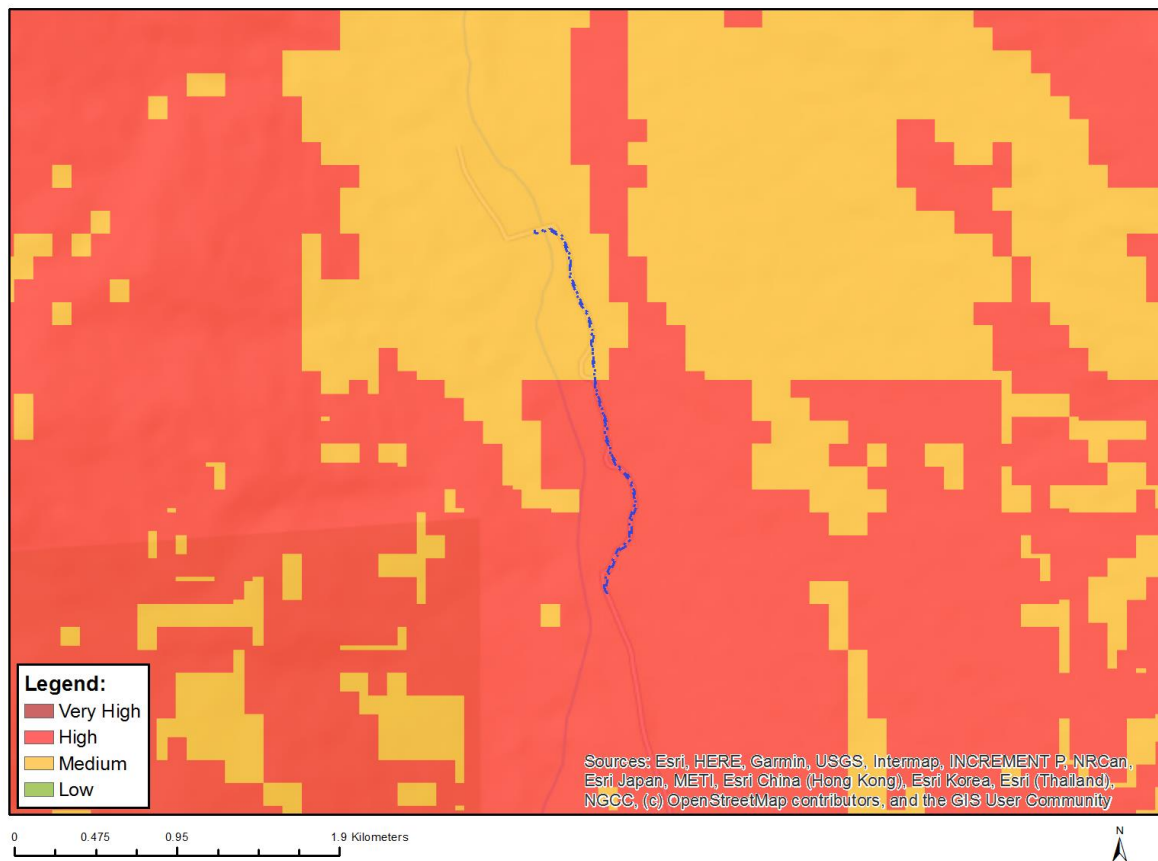 Legend:
Very High
High
Medium
Low
Sources: Esri, HERE, Garmin, USGS, Intermap, INCREMENT P, NRCan,
Esri Japan, METI, Esri China (Hong Kong), Esri Korea, Esri (Thailand),
NGCC, (c) OpenStreetMap contributors, and the GIS User Community
0 0.475 0.95 1.9 Kilometers
N